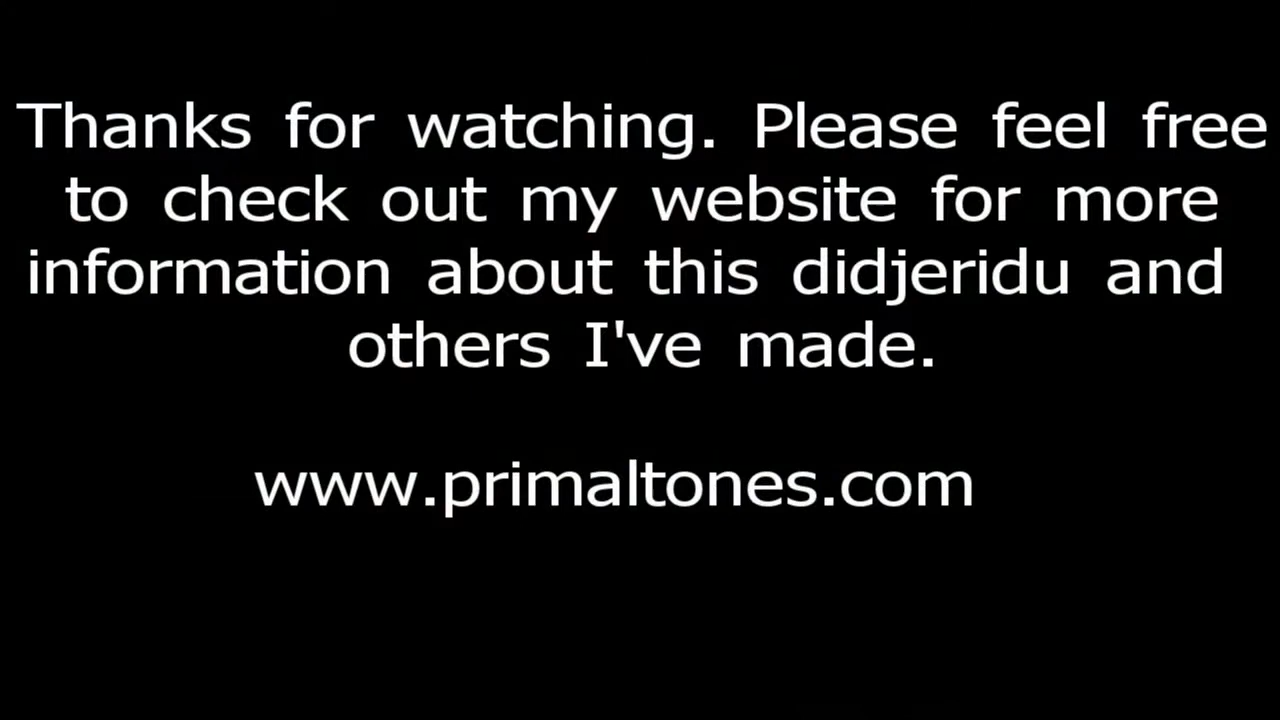 Thanks for watching. Please feel free
to check out my website for more
information about this didjeridu and
others I've made.
www.primaltones.com